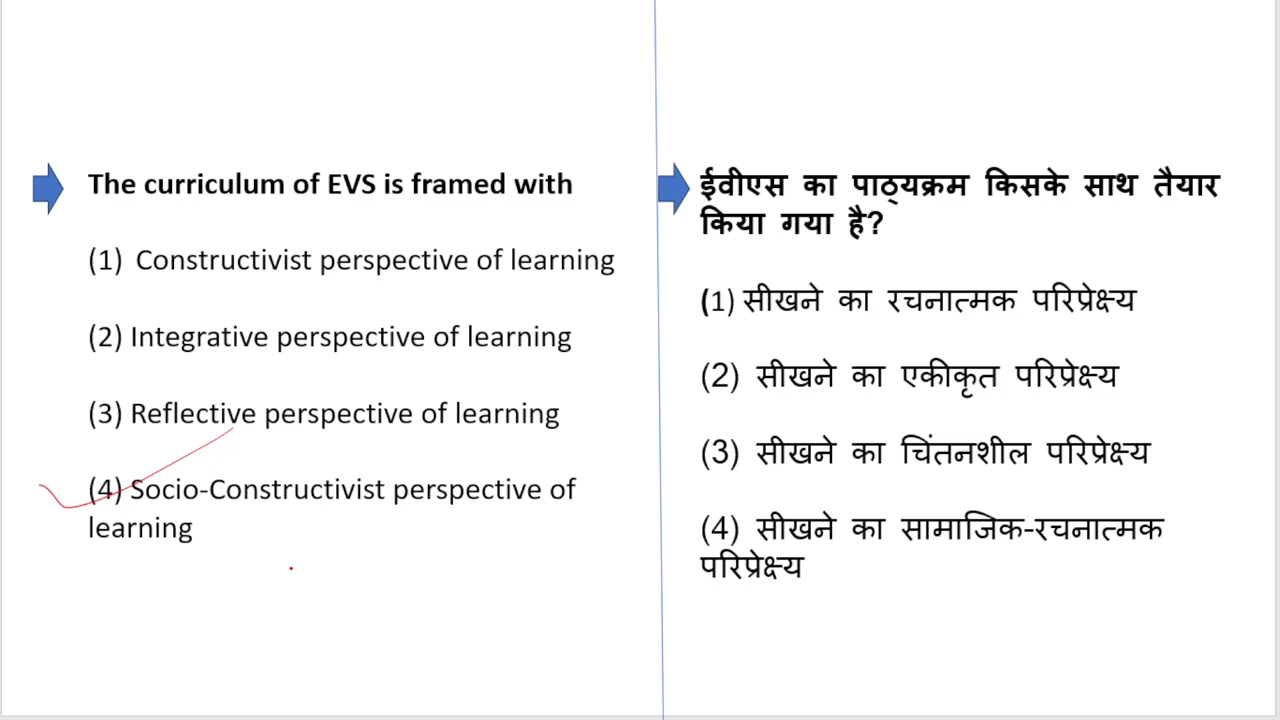 The curriculum of EVS is framed with
(1) Constructivist perspective of learning
(2) Integrative perspective of learning
(3) Reflective perspective of learning
(4) Socio-Constructivist perspective of
learning
ईवीएस का पाठ्यक्रम किसके साथ तैयार
किया गया है?
(1) सीखने का रचनात्मक परिप्रेक्ष्य
(2) सीखने का एकीकृत परिप्रेक्ष्य
(3) सीखने का चिंतनशील परिप्रेक्ष्य
(4) सीखने का सामाजिक-रचनात्मक
परिप्रेक्ष्य